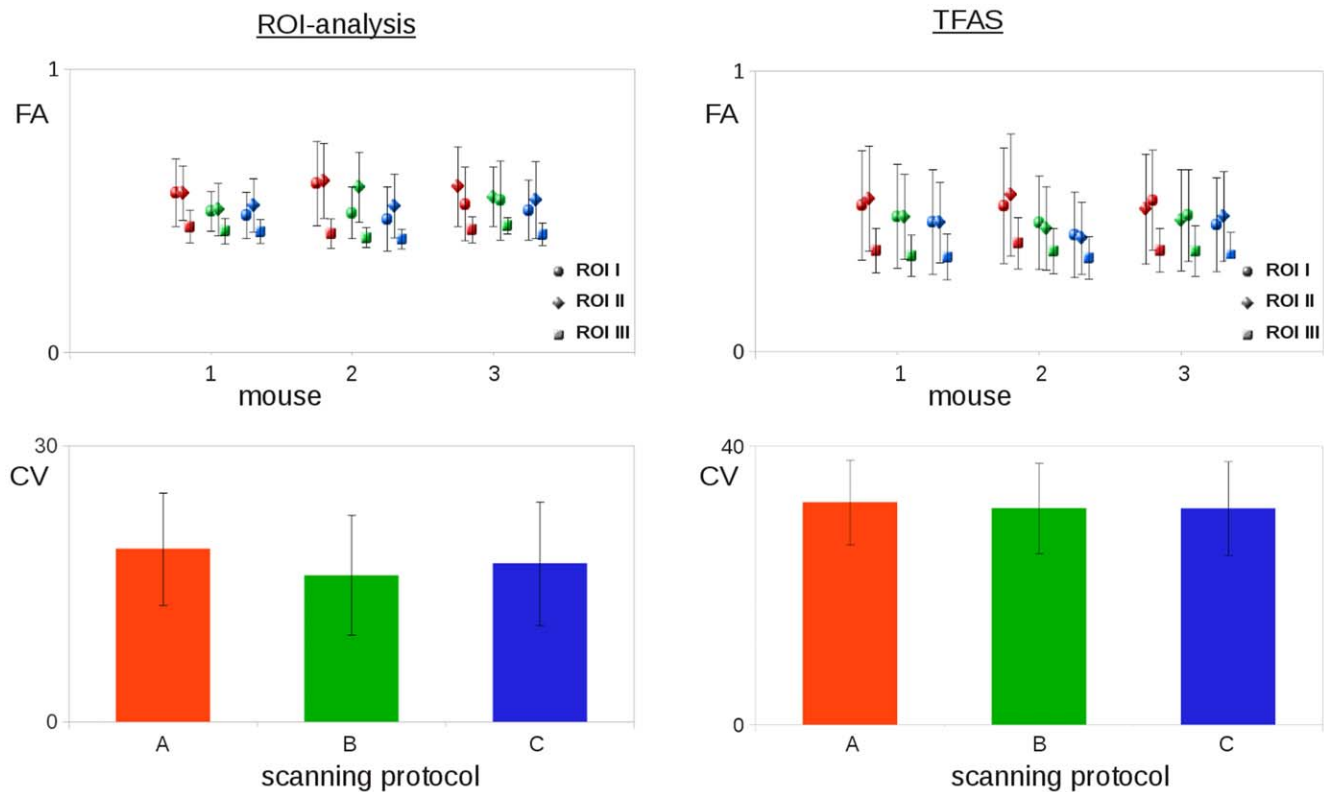 ROI-analysis
1
FA
ROI I
ROI II
ROI III
0
1 2 3
mouse
TFAS
1
FA
ROI I
ROI II
ROI III
0
1 2 3
mouse
30
CV
0
A B C
scanning protocol
40
CV
0
A B C
scanning protocol